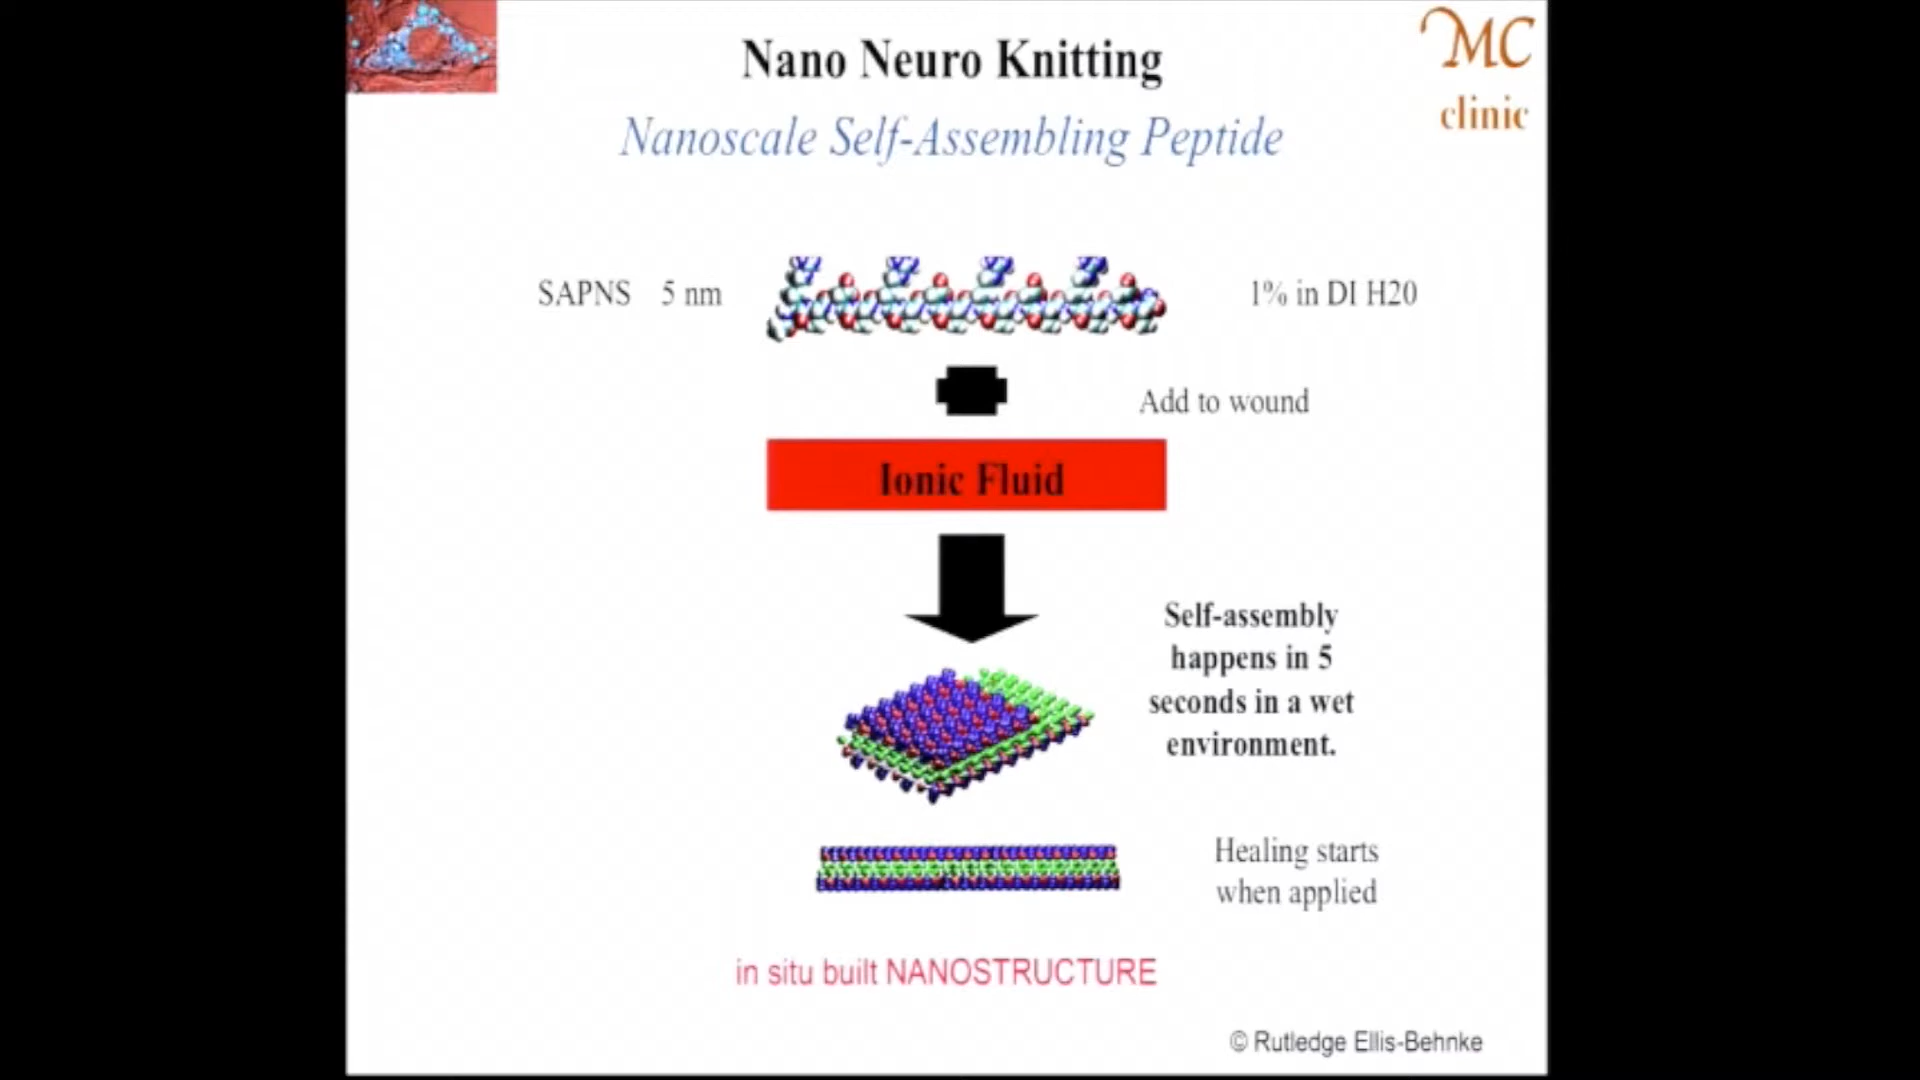 Nano Neuro Knitting
MC
clinic
Nanoscale Self-Assembling Peptide
SAPNS 5 nm
1% in DI H20
Add to wound
Ionic Fluid
Self-assembly
happens in 5
seconds in a wet
environment.
Healing starts
when applied
in situ built NANOSTRUCTURE
© Rutledge Ellis-Behnke